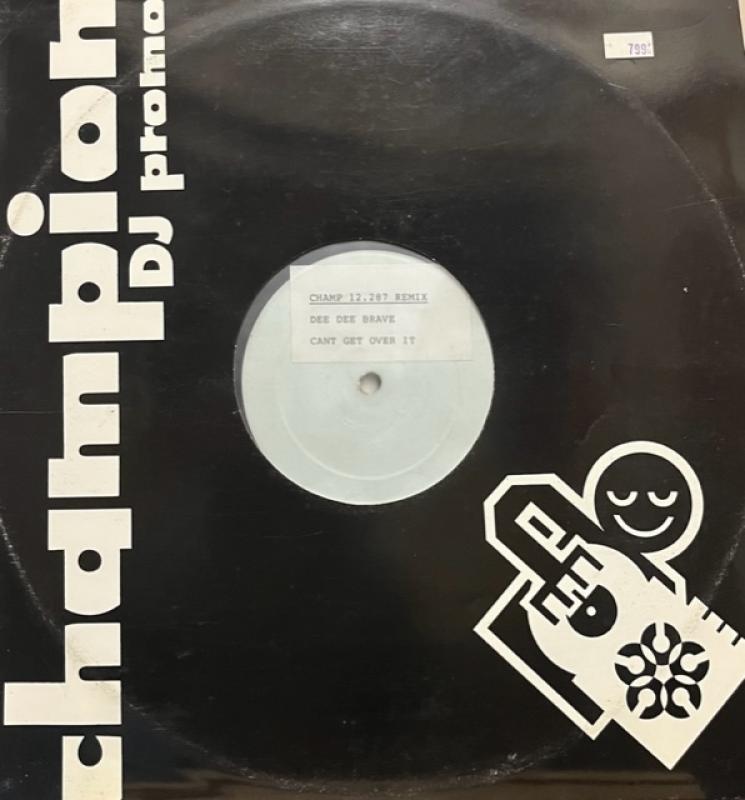 champion
DJ promo
799
CHAMP 12.287 REMIX
DEE DEE BRAVE
CANT GET OVER IT